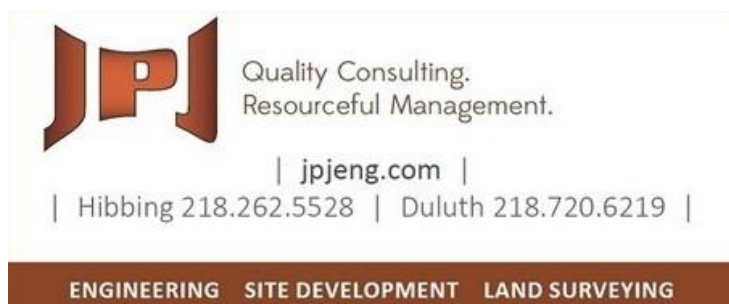 JPJ
Quality Consulting.
Resourceful Management.
| jpjeng.com |
| Hibbing 218.262.5528 | Duluth 218.720.6219 |
ENGINEERING SITE DEVELOPMENT LAND SURVEYING